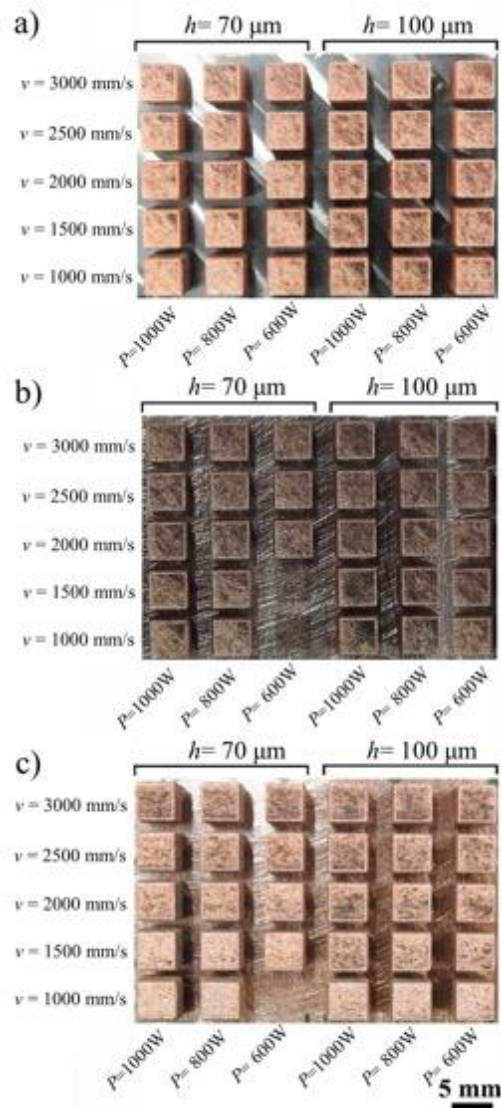 a)
h= 70 µm h= 100 µm
v = 3000 mm/s
v = 2500 mm/s
v = 2000 mm/s
v = 1500 mm/s
v = 1000 mm/s
P=1000W P= 800W P= 600W P=1000W P= 800W P= 600W
b)
h= 70 µm h= 100 µm
v = 3000 mm/s
v = 2500 mm/s
v = 2000 mm/s
v = 1500 mm/s
v = 1000 mm/s
P=1000W P= 800W P= 600W P=1000W P= 800W P= 600W
c)
h= 70 µm h= 100 µm
v = 3000 mm/s
v = 2500 mm/s
v = 2000 mm/s
v = 1500 mm/s
v = 1000 mm/s
P=1000W P= 800W P= 600W P=1000W P= 800W P= 600W
5 mm